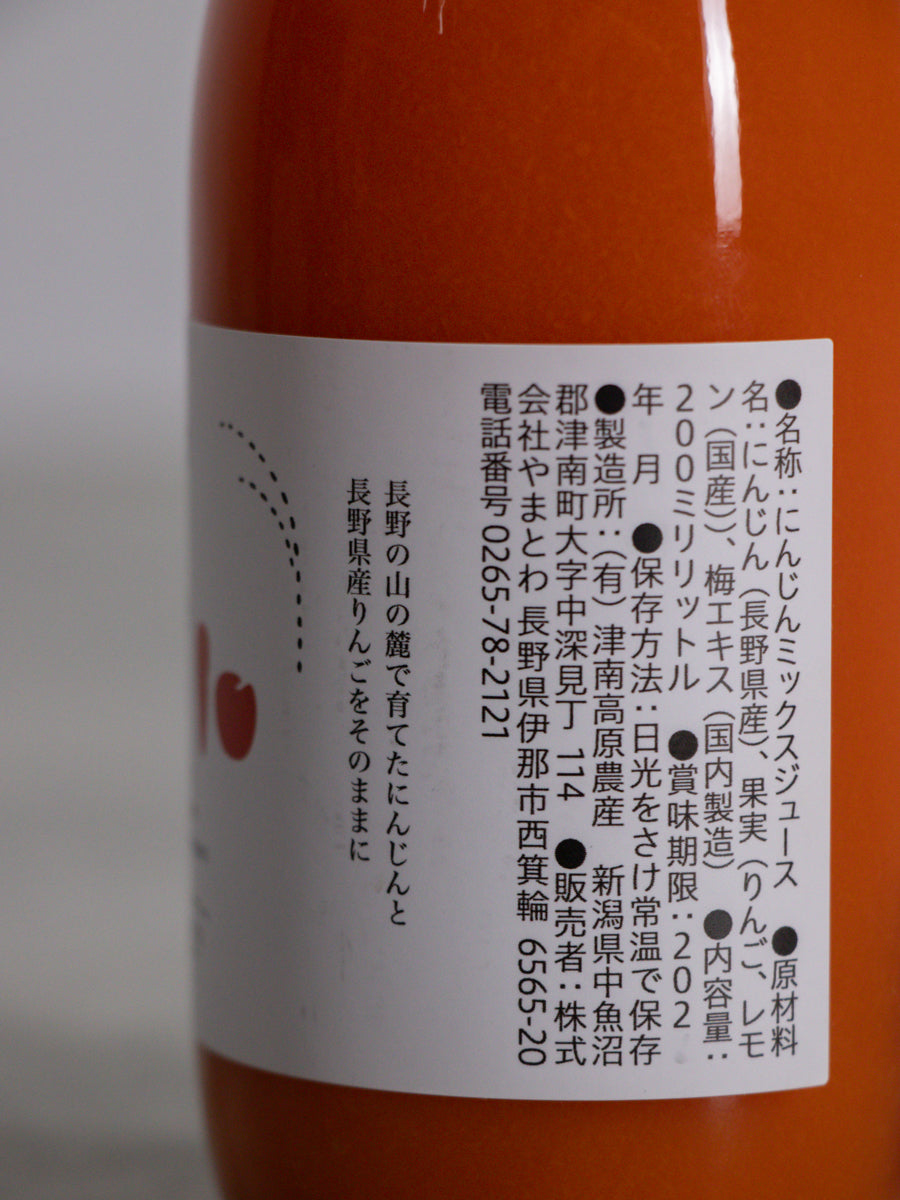 ●名称：にんじんミックスジュース　●原材料
名：にんじん（長野県産）、果実（りんご、レモ
ン（国産））、梅エキス（国内製造）　●内容量：
200ミリリットル　●賞味期限：202
年　月　●保存方法：日光をさけ常温で保存
●製造所：（有）津南高原農産　新潟県中魚沼
郡津南町大字中深見丁 114　●販売者：株式
会社やまとわ 長野県伊那市西箕輪 6565-20
電話番号 0265-78-2121
長野の山の麓で育てたにんじんと
長野県産りんごをそのままに